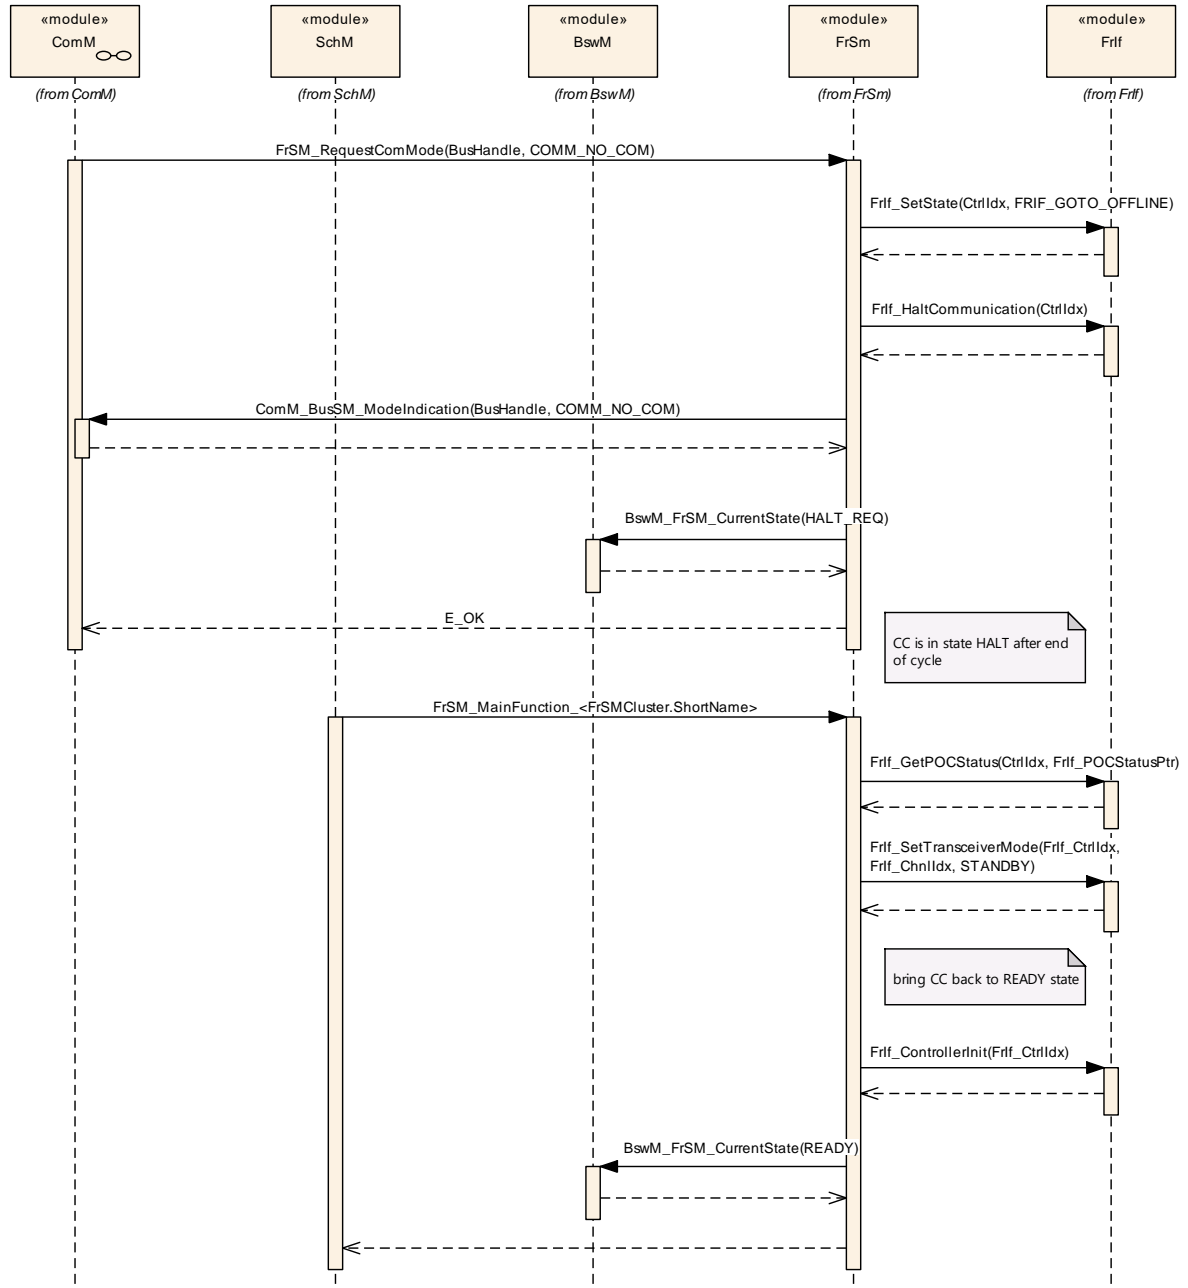 «module»
ComM
«module»
SchM
«module»
BswM
«module»
FrSm
«module»
FrIf
(from ComM)
(from SchM)
(from BswM)
(from FrSm)
(from FrIf)
FrSM_RequestComMode(BusHandle, COMM_NO_COM)
FrIf_SetState(CtrlIdx, FRIF_GOTO_OFFLINE)
FrIf_HaltCommunication(CtrlIdx)
ComM_BusSM_ModeIndication(BusHandle, COMM_NO_COM)
BswM_FrSM_CurrentState(HALT_REQ)
E_OK
CC is in state HALT after end
of cycle
FrSM_MainFunction_<FrSMCluster.ShortName>
FrIf_GetPOCStatus(CtrlIdx, FrIf_POCStatusPtr)
FrIf_SetTransceiverMode(FrIf_CtrlIdx,
FrIf_ChnlIdx, STANDBY)
bring CC back to READY state
FrIf_ControllerInit(FrIf_CtrlIdx)
BswM_FrSM_CurrentState(READY)